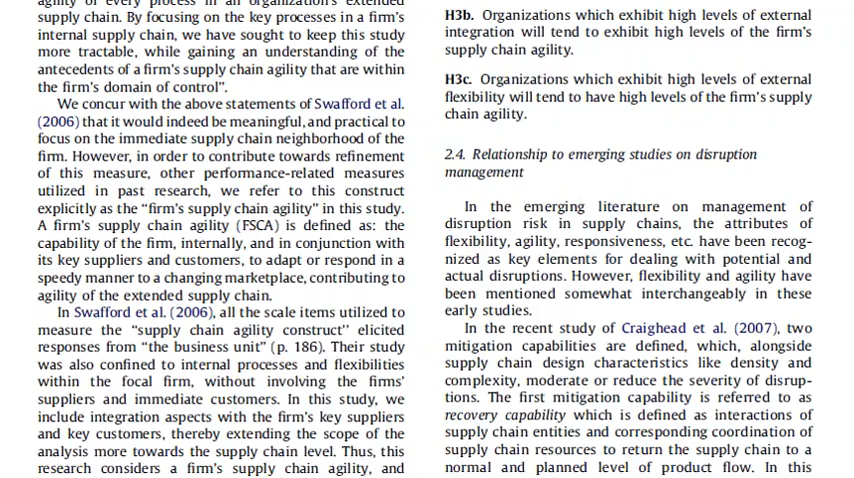 agility of every process in an organization's extended
supply chain. By focusing on the key processes in a firm's
internal supply chain, we have sought to keep this study
more tractable, while gaining an understanding of the
antecedents of a firm's supply chain agility that are within
the firm's domain of control".
We concur with the above statements of Swafford et al.
(2006) that it would indeed be meaningful, and practical to
focus on the immediate supply chain neighborhood of the
firm. However, in order to contribute towards refinement
of this measure, other performance-related measures
utilized in past research, we refer to this construct
explicitly as the "firm's supply chain agility" in this study.
A firm's supply chain agility (FSCA) is defined as: the
capability of the firm, internally, and in conjunction with
its key suppliers and customers, to adapt or respond in a
speedy manner to a changing marketplace, contributing to
agility of the extended supply chain.
In Swafford et al. (2006), all the scale items utilized to
measure the "supply chain agility construct" elicited
responses from "the business unit" (p. 186). Their study
was also confined to internal processes and flexibilities
within the focal firm, without involving the firms'
suppliers and immediate customers. In this study, we
include integration aspects with the firm's key suppliers
and key customers, thereby extending the scope of the
analysis more towards the supply chain level. Thus, this
research considers a firm's supply chain agility, and
H3b. Organizations which exhibit high levels of external
integration will tend to exhibit high levels of the firm's
supply chain agility.
H3c. Organizations which exhibit high levels of external
flexibility will tend to have high levels of the firm's supply
chain agility.
2.4. Relationship to emerging studies on disruption
management
In the emerging literature on management of
disruption risk in supply chains, the attributes of
flexibility, agility, responsiveness, etc. have been recog-
nized as key elements for dealing with potential and
actual disruptions. However, flexibility and agility have
been mentioned somewhat interchangeably in these
early studies.
In the recent study of Craighead et al. (2007), two
mitigation capabilities are defined, which, alongside
supply chain design characteristics like density and
complexity, moderate or reduce the severity of disrup-
tions. The first mitigation capability is referred to as
recovery capability which is defined as interactions of
supply chain entities and corresponding coordination of
supply chain resources to return the supply chain to a
normal and planned level of product flow. In this